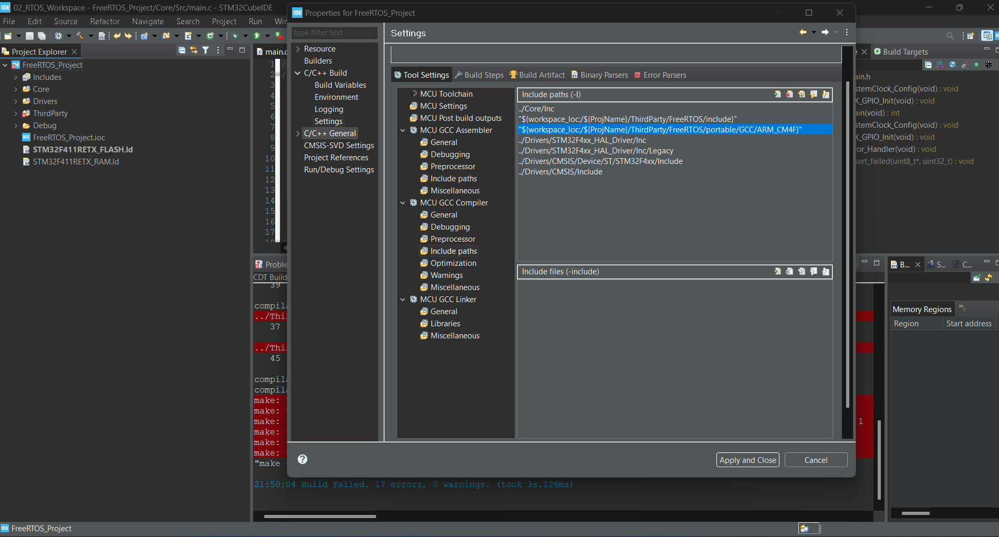 IDE 02_RTOS_Workspace - FreeRTOS_Project/Core/Src/main.c - STM32CubeIDE
File Edit Source Refactor Navigate Search Project Run
Project Explorer
FreeRTOS_Project
Includes
Core
Drivers
ThirdParty
Debug
MX FreeRTOS_Project.ioc
STM32F411RETX_FLASH.ld
STM32F411RETX_RAM.ld
main.c
1
2
3
4
5
6
7
8
9
10
11
12
13
14
15
16
17
IDE Properties for FreeRTOS_Project
type filter text
Resource
Builders
C/C++ Build
Build Variables
Environment
Logging
Settings
C/C++ General
CMSIS-SVD Settings
Project References
Run/Debug Settings
Settings
Tool Settings Build Steps Build Artifact Binary Parsers Error Parsers
MCU Toolchain
MCU Settings
MCU Post build outputs
MCU GCC Assembler
General
Debugging
Preprocessor
Include paths
Miscellaneous
MCU GCC Compiler
General
Debugging
Preprocessor
Include paths
Optimization
Warnings
Miscellaneous
MCU GCC Linker
General
Libraries
Miscellaneous
Include paths (-I)
../Core/Inc
"${workspace_loc:/${ProjName}/ThirdParty/FreeRTOS/include}"
"${workspace_loc:/${ProjName}/ThirdParty/FreeRTOS/portable/GCC/ARM_CM4F}"
../Drivers/STM32F4xx_HAL_Driver/Inc
../Drivers/STM32F4xx_HAL_Driver/Inc/Legacy
../Drivers/CMSIS/Device/ST/STM32F4xx/Include
../Drivers/CMSIS/Include
Include files (-include)
Apply and Close Cancel
Build Targets
ain.h
stemClock_Config(void) : void
X_GPIO_Init(void) : void
ain(void) : int
stemClock_Config(void) : void
X_GPIO_Init(void) : void
ror_Handler(void) : void
sert_failed(uint8_t*, uint32_t) : void
Proble
CDT Build
39
compila
../Thi
37
../Thi
45
compila
compila
make:
make:
make: 1
make:
make:
make:
"make
21:50:04 Build Failed. 17 errors, 0 warnings. (took 3s.126ms)
B... S... C...
Memory Regions
Region Start address
IDE FreeRTOS_Project